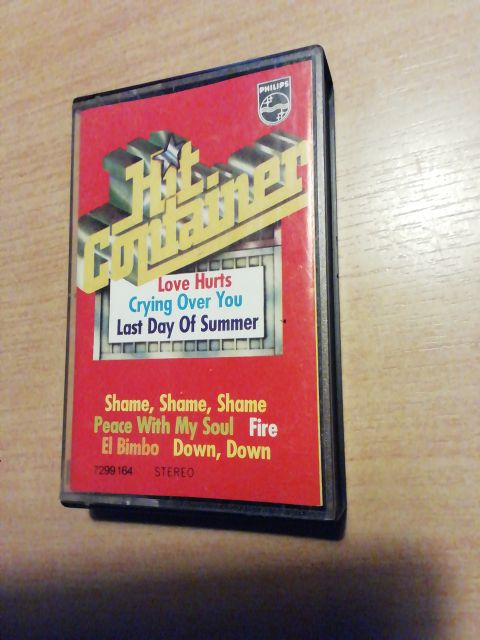 PHILIPS
Hit
Container
Love Hurts
Crying Over You
Last Day Of Summer
Shame, Shame, Shame
Peace With My Soul Fire
El Bimbo Down, Down
7299 164 STEREO